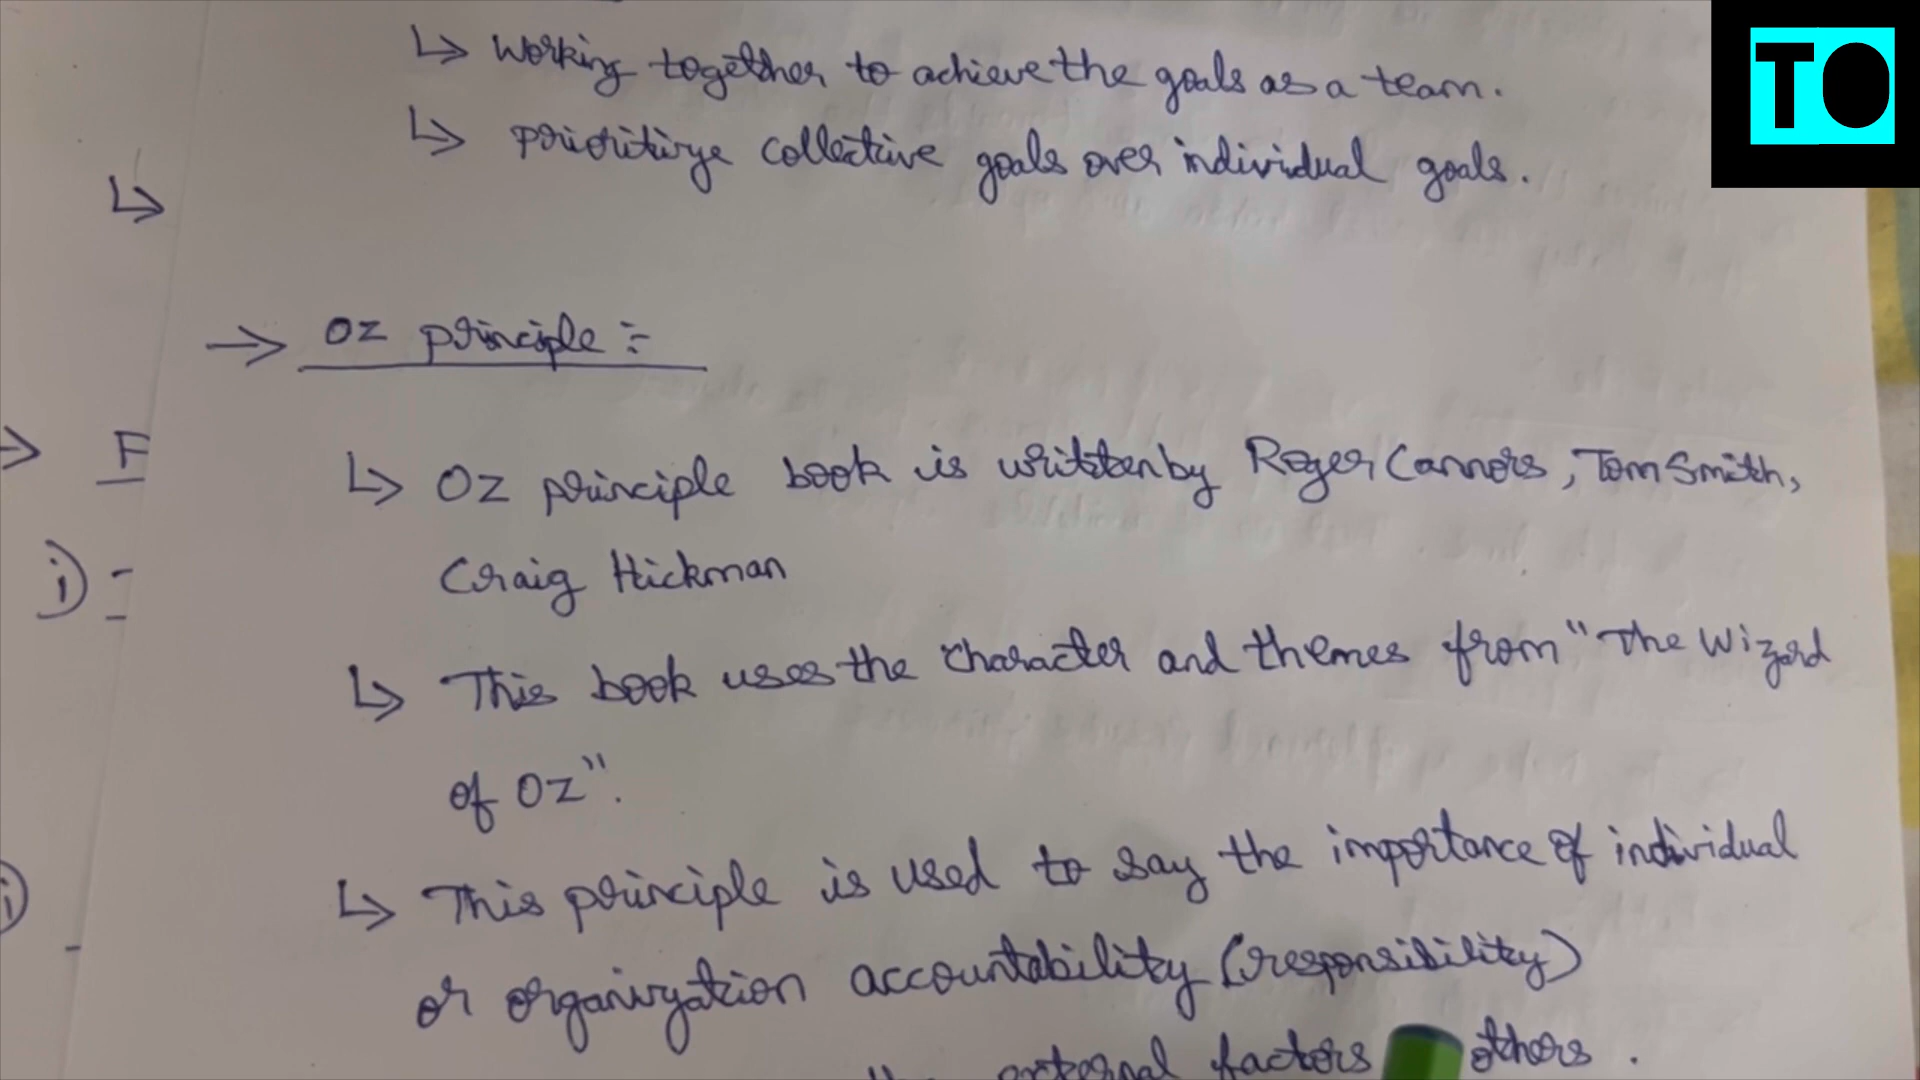 TO
↳ working together to achieve the goals as a team.
↳ prioritize collective goals over individual goals.
↳
→ OZ principle :-
→ F
↳ OZ principle book is written by Roger Connors, Tom Smith,
i)
Craig Hickman
↳ This book uses the character and themes from "The Wizard
of OZ".
↳ This principle is used to say the importance of individual
or organization accountability (responsibility)
external factors others.